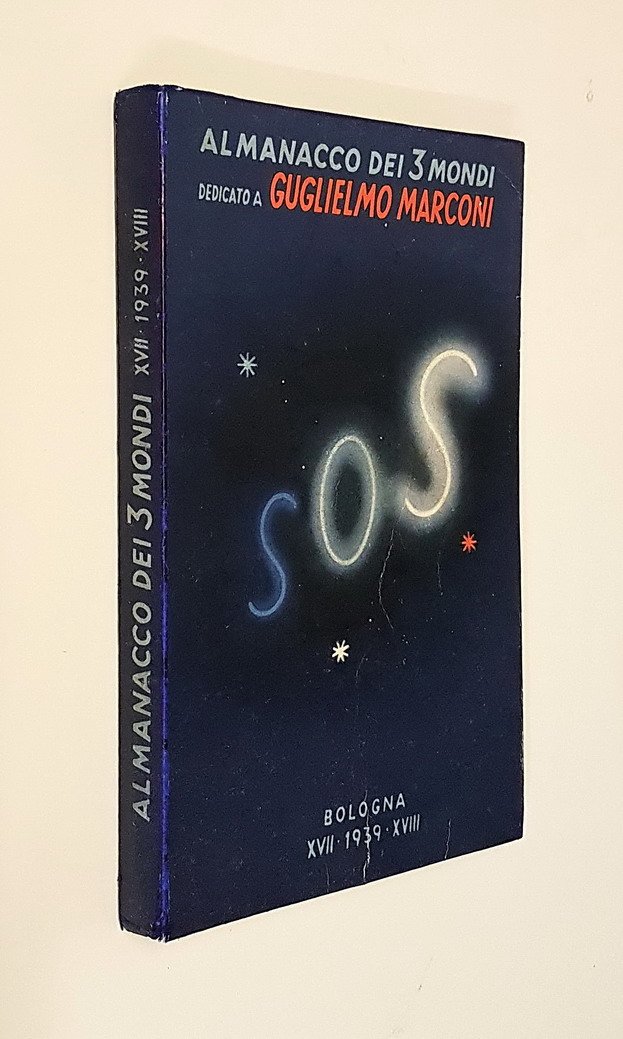 ALMANACCO DEI 3 MONDI XVII · 1939 · XVIII
ALMANACCO DEI 3 MONDI
DEDICATO A GUGLIELMO MARCONI
SOS
BOLOGNA
XVII · 1939 · XVIII